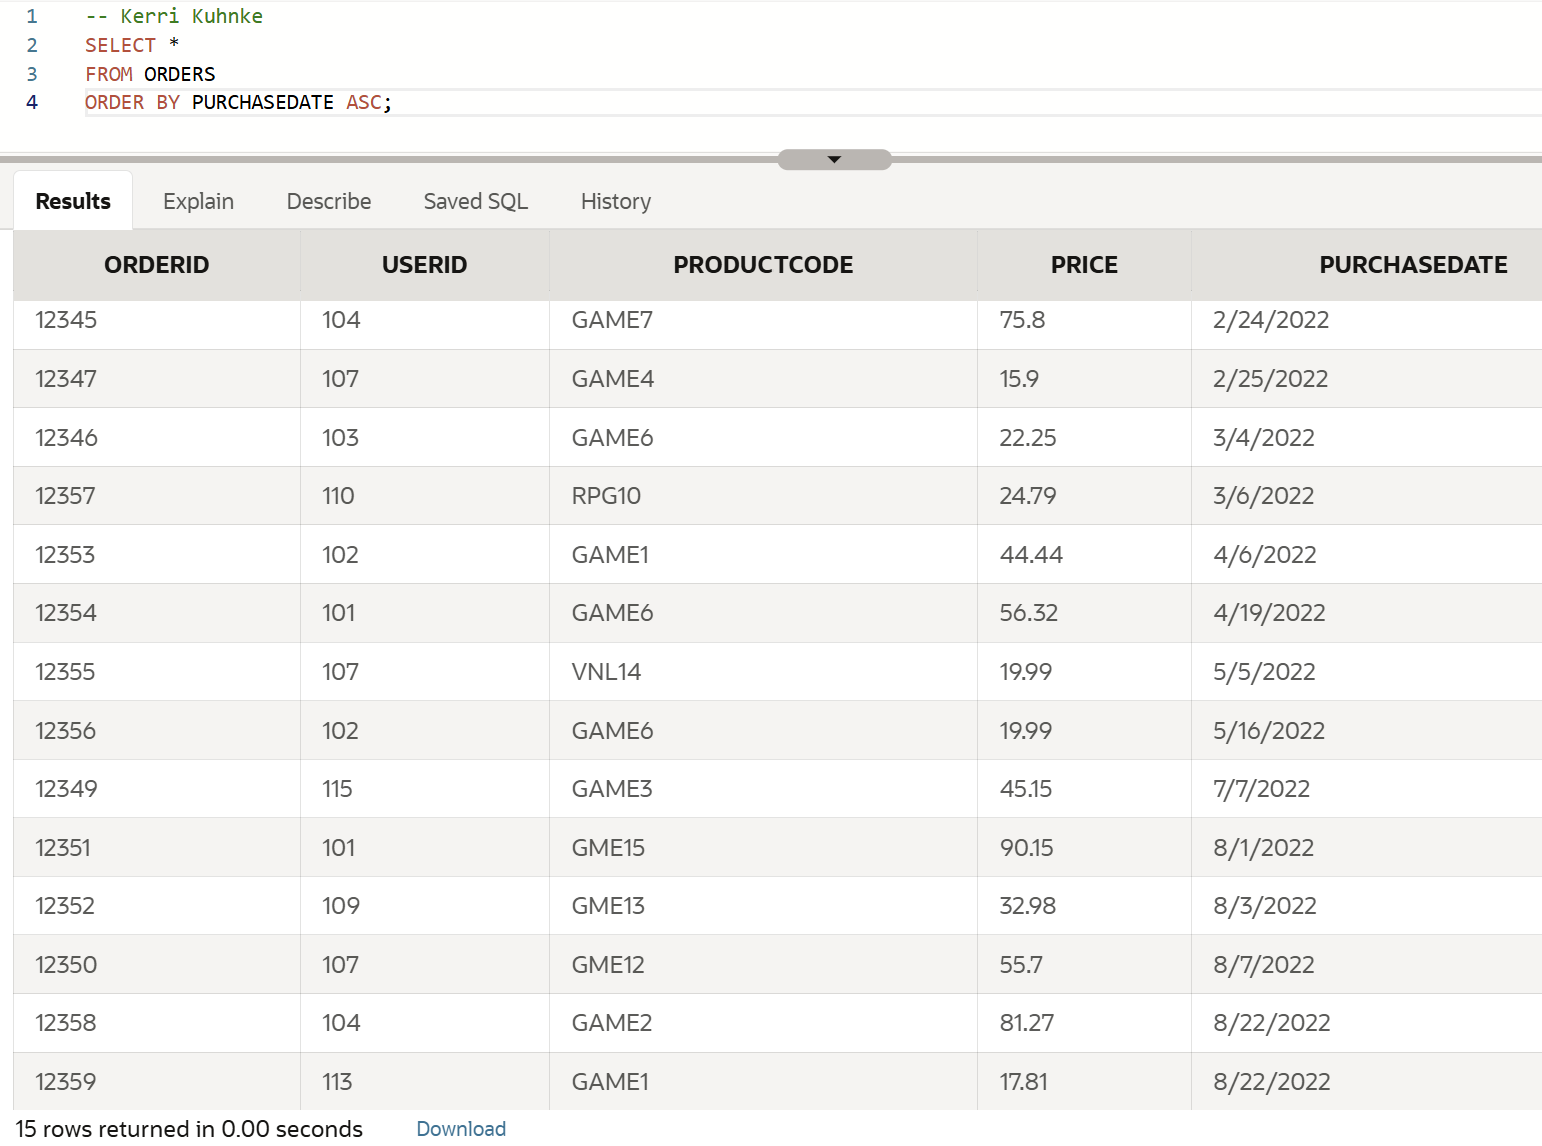 1 -- Kerri Kuhnke
2 SELECT *
3 FROM ORDERS
4 ORDER BY PURCHASEDATE ASC;
Results Explain Describe Saved SQL History
ORDERID USERID PRODUCTCODE PRICE PURCHASEDATE
12345 104 GAME7 75.8 2/24/2022
12347 107 GAME4 15.9 2/25/2022
12346 103 GAME6 22.25 3/4/2022
12357 110 RPG10 24.79 3/6/2022
12353 102 GAME1 44.44 4/6/2022
12354 101 GAME6 56.32 4/19/2022
12355 107 VNL14 19.99 5/5/2022
12356 102 GAME6 19.99 5/16/2022
12349 115 GAME3 45.15 7/7/2022
12351 101 GME15 90.15 8/1/2022
12352 109 GME13 32.98 8/3/2022
12350 107 GME12 55.7 8/7/2022
12358 104 GAME2 81.27 8/22/2022
12359 113 GAME1 17.81 8/22/2022
15 rows returned in 0.00 seconds Download